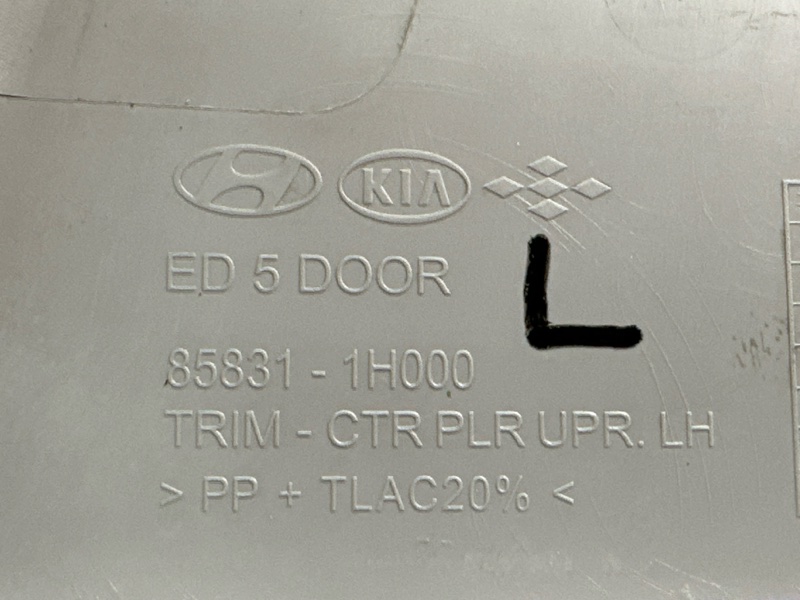 KIA
ED 5 DOOR
L
85831 - 1H000
TRIM - CTR PLR UPR. LH
> PP + TLAC20% <